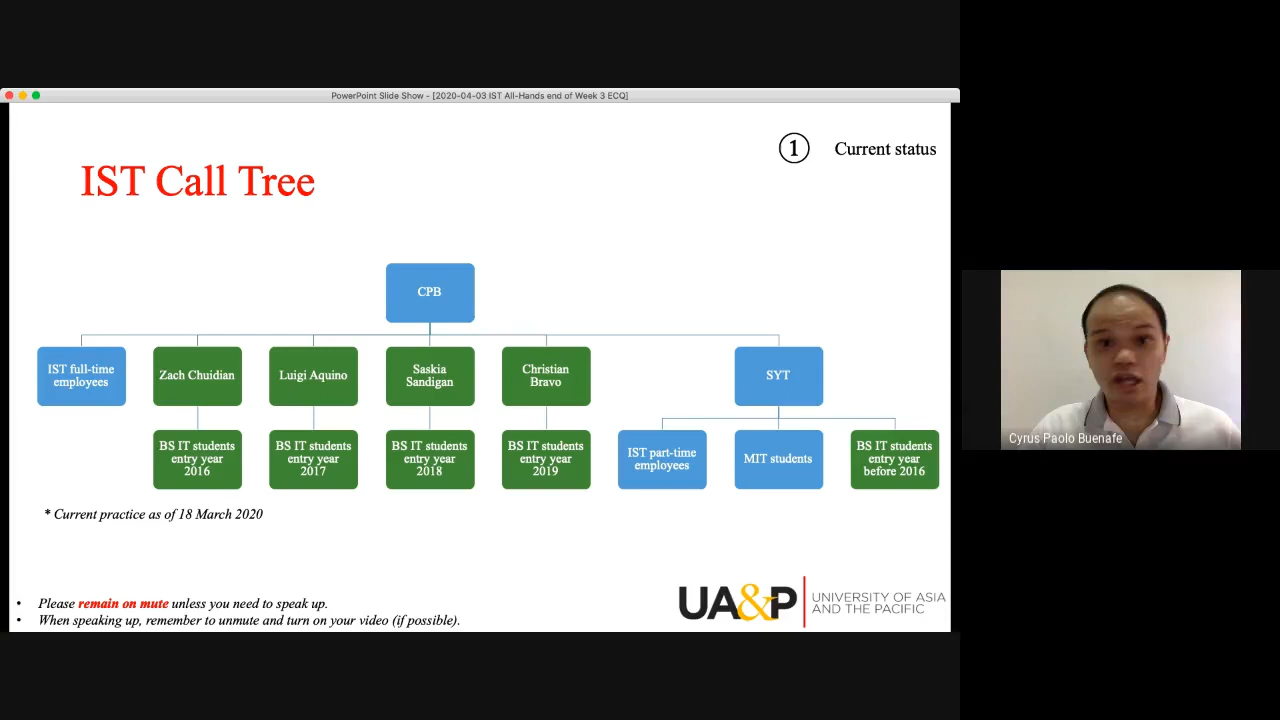 PowerPoint Slide Show - [2020-04-03 IST All-Hands end of Week 3 ECQ]
1 Current status
IST Call Tree
CPB
IST full-time
employees
Zach Chuidian
Luigi Aquino
Saskia
Sandigan
Christian
Bravo
SYT
BS IT students
entry year
2016
BS IT students
entry year
2017
BS IT students
entry year
2018
BS IT students
entry year
2019
IST part-time
employees
MIT students
BS IT students
entry year
before 2016
* Current practice as of 18 March 2020
• Please remain on mute unless you need to speak up.
• When speaking up, remember to unmute and turn on your video (if possible).
UA&P
UNIVERSITY OF ASIA
AND THE PACIFIC
Cyrus Paolo Buenafe